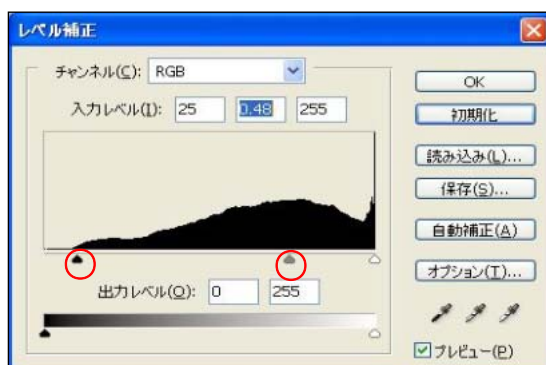 レベル補正
チャンネル(C): RGB
入力レベル(I): 25 0.48 255
出力レベル(O): 0 255
OK
初期化
読み込み(L)...
保存(S)...
自動補正(A)
オプション(T)...
プレビュー(P)